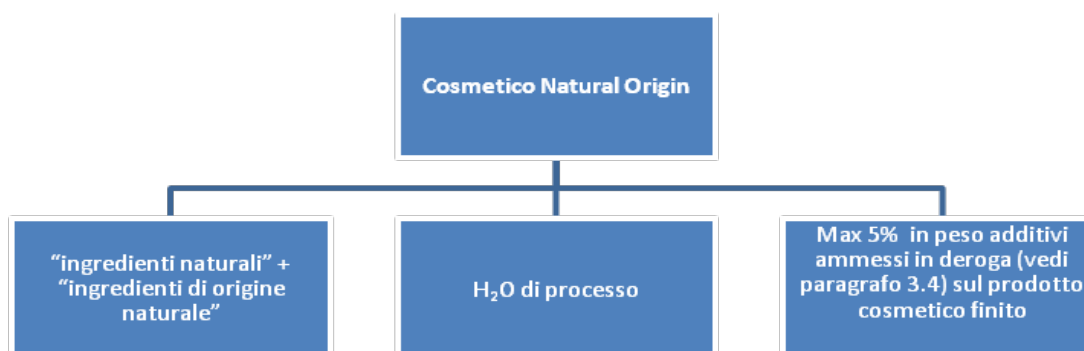 Cosmetico Natural Origin
“ingredienti naturali” +
“ingredienti di origine
naturale”
H₂O di processo
Max 5% in peso additivi
ammessi in deroga (vedi
paragrafo 3.4) sul prodotto
cosmetico finito